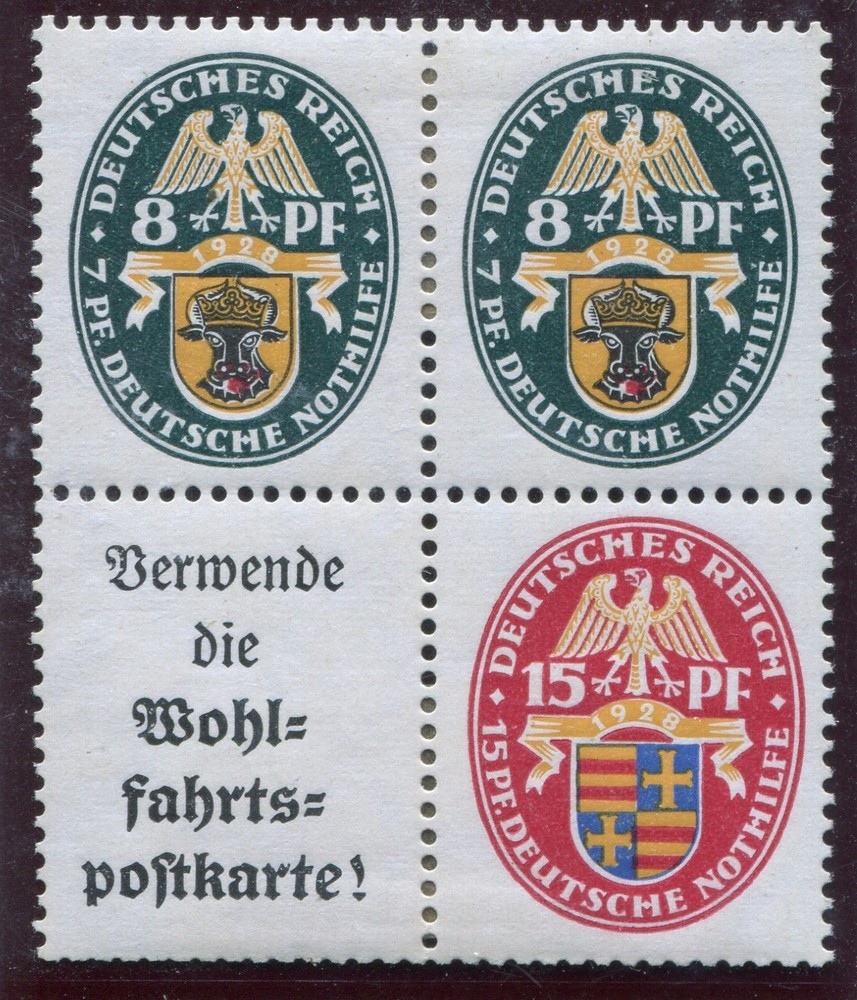 DEUTSCHES REICH
8 PF
1928
7 PF. DEUTSCHE NOTHILFE
DEUTSCHES REICH
8 PF
1928
7 PF. DEUTSCHE NOTHILFE
Verwende
die
Wohl=
fahrts=
poſtkarte!
DEUTSCHES REICH
15 PF
1928
15 PF. DEUTSCHE NOTHILFE